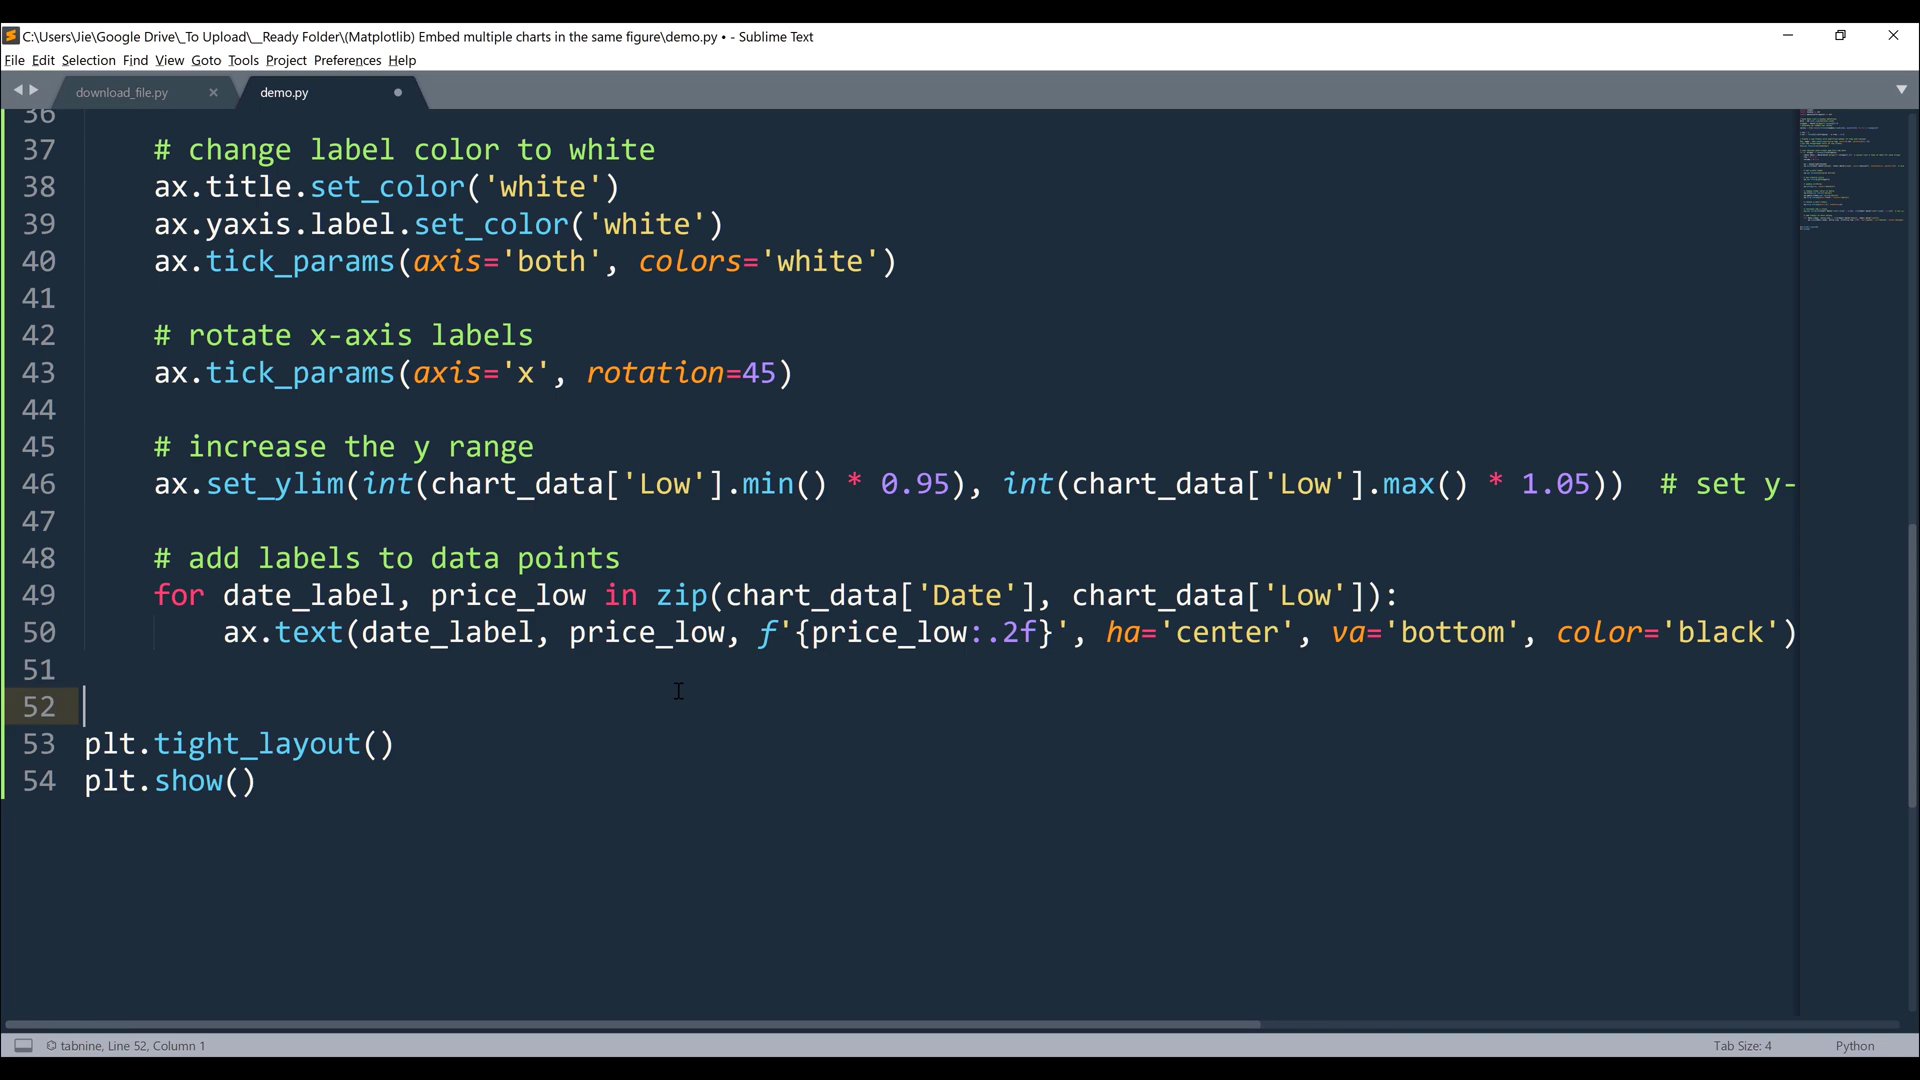 C:\Users\Jie\Google Drive\_To Upload\__Ready Folder\(Matplotlib) Embed multiple charts in the same figure\demo.py • - Sublime Text
File Edit Selection Find View Goto Tools Project Preferences Help
download_file.py × demo.py
36
37 # change label color to white
38 ax.title.set_color('white')
39 ax.yaxis.label.set_color('white')
40 ax.tick_params(axis='both', colors='white')
41
42 # rotate x-axis labels
43 ax.tick_params(axis='x', rotation=45)
44
45 # increase the y range
46 ax.set_ylim(int(chart_data['Low'].min() * 0.95), int(chart_data['Low'].max() * 1.05))  # set y-
47
48 # add labels to data points
49 for date_label, price_low in zip(chart_data['Date'], chart_data['Low']):
50 ax.text(date_label, price_low, f'{price_low:.2f}', ha='center', va='bottom', color='black')
51
52
53 plt.tight_layout()
54 plt.show()
tabnine, Line 52, Column 1 Tab Size: 4 Python